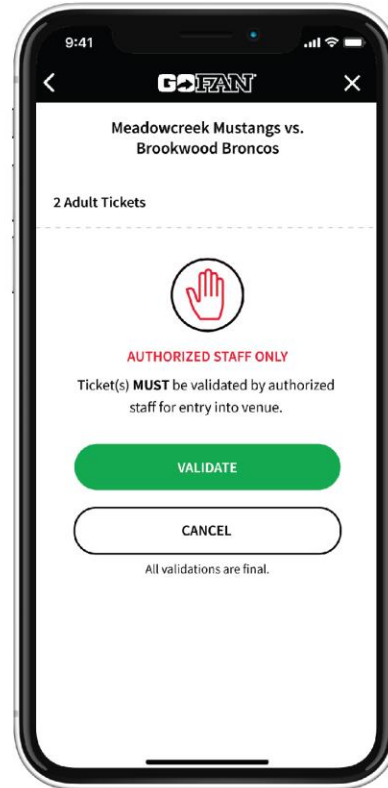 9:41
GOFAN
Meadowcreek Mustangs vs.
Brookwood Broncos
2 Adult Tickets
AUTHORIZED STAFF ONLY
Ticket(s) MUST be validated by authorized
staff for entry into venue.
VALIDATE
CANCEL
All validations are final.